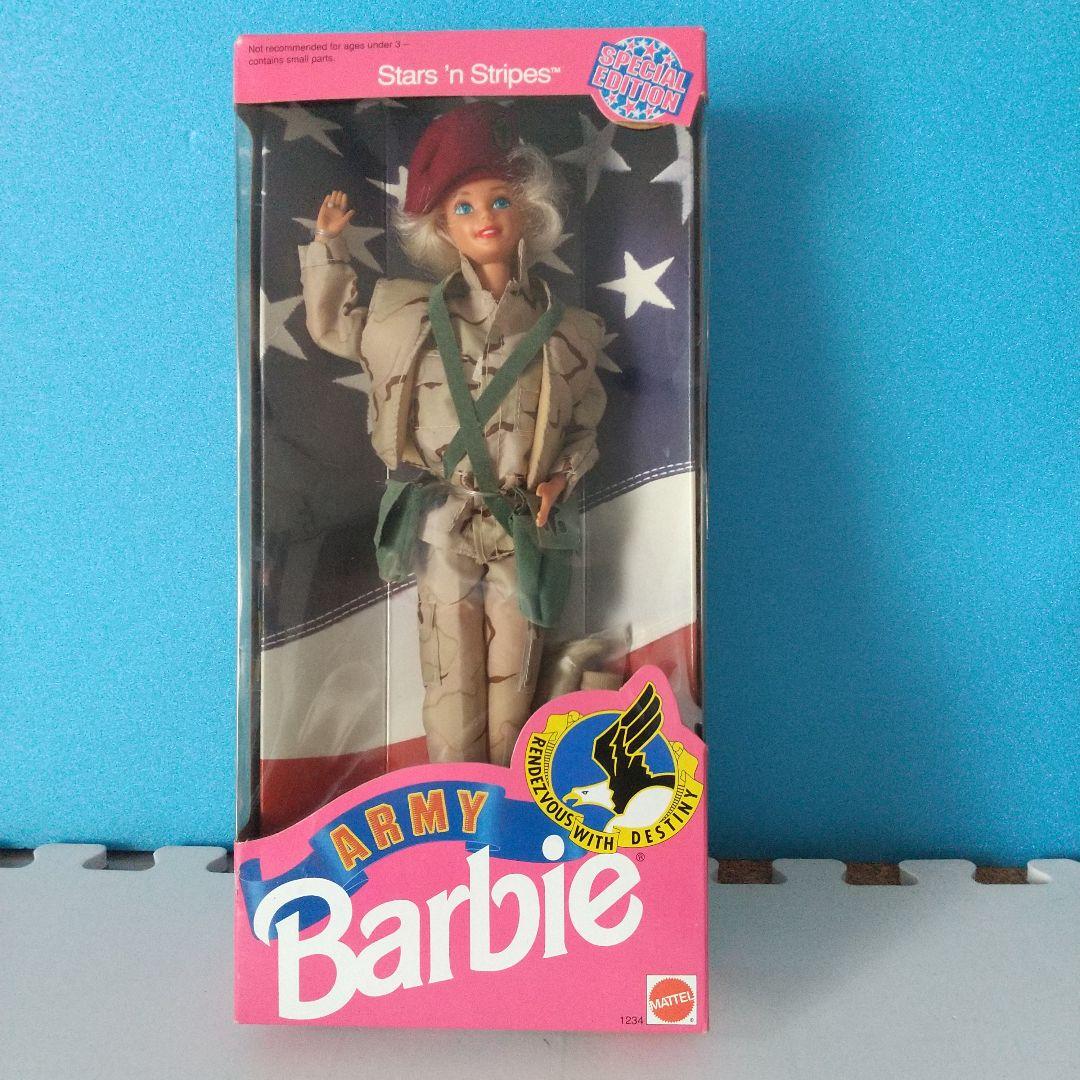 Not recommended for ages under 3 –
contains small parts.
Stars 'n Stripes™
SPECIAL
EDITION
RENDEZVOUS WITH DESTINY
ARMY
Barbie®
MATTEL
®
1234